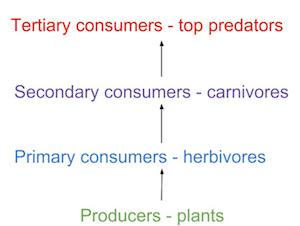 Tertiary consumers - top predators
Secondary consumers - carnivores
Primary consumers - herbivores
Producers - plants